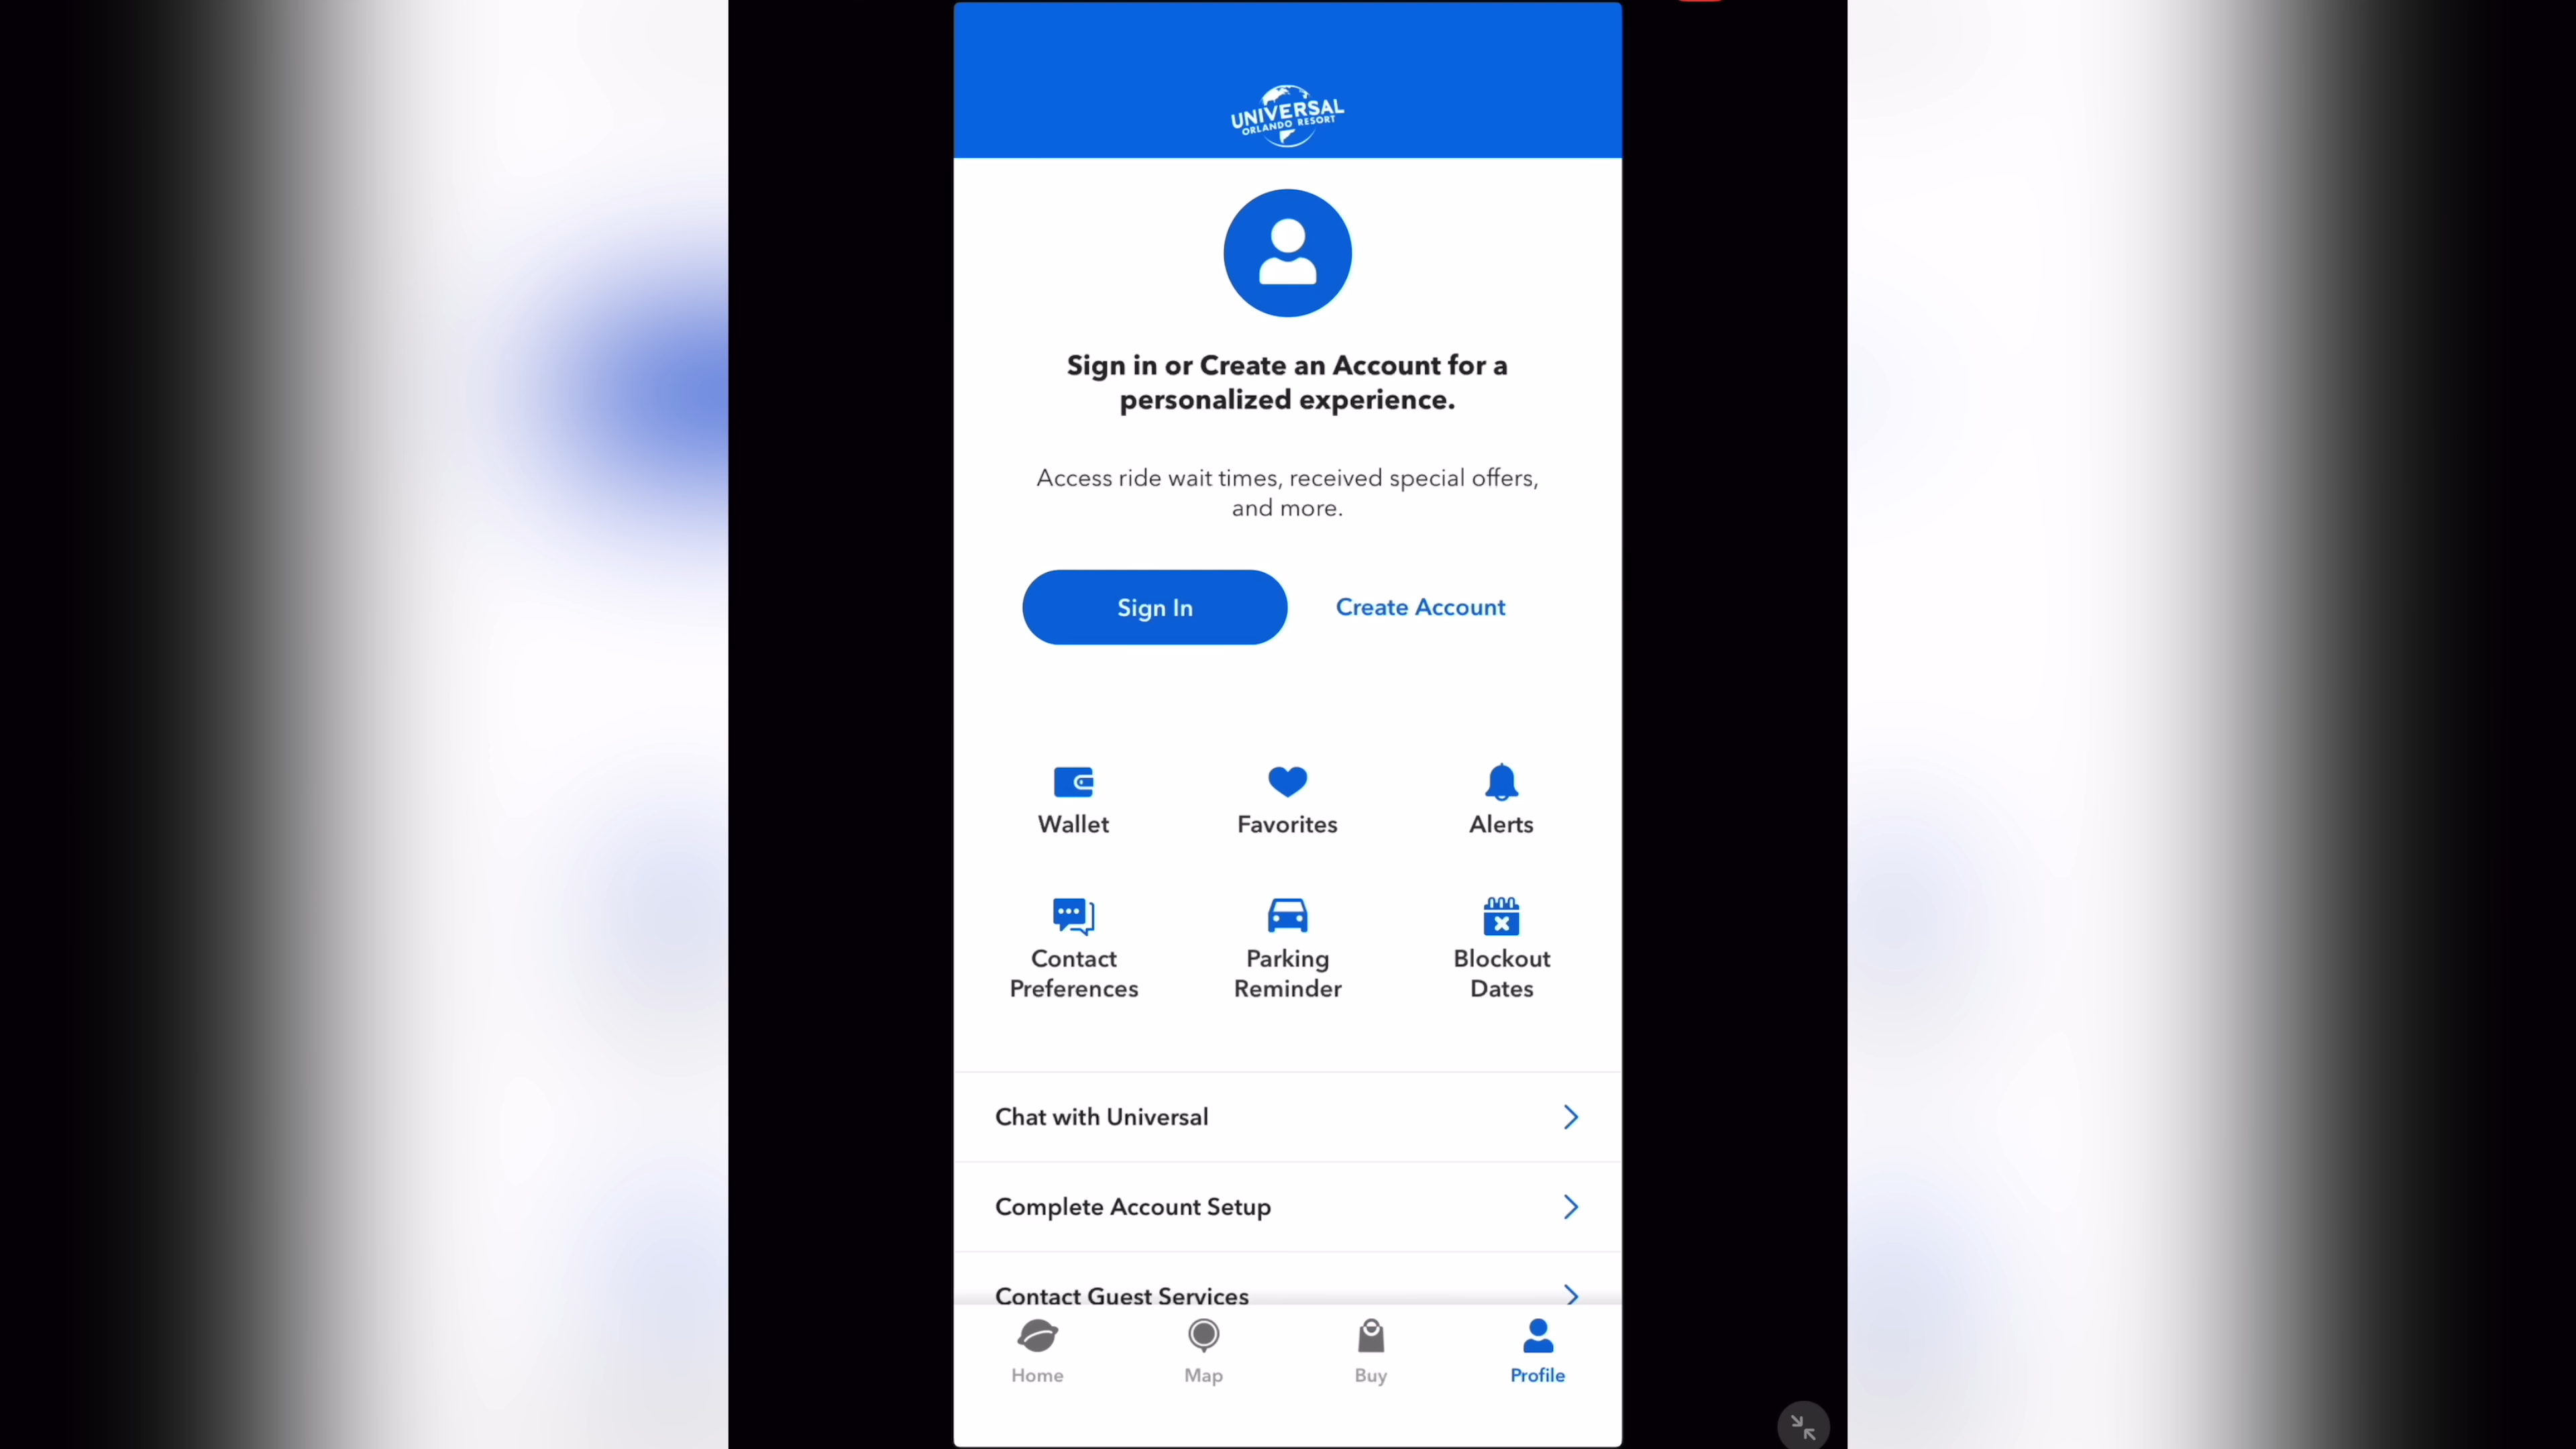 UNIVERSAL
ORLANDO RESORT
Sign in or Create an Account for a
personalized experience.
Access ride wait times, received special offers,
and more.
Sign In
Create Account
Wallet
Favorites
Alerts
Contact
Preferences
Parking
Reminder
Blockout
Dates
Chat with Universal
Complete Account Setup
Contact Guest Services
Home
Map
Buy
Profile